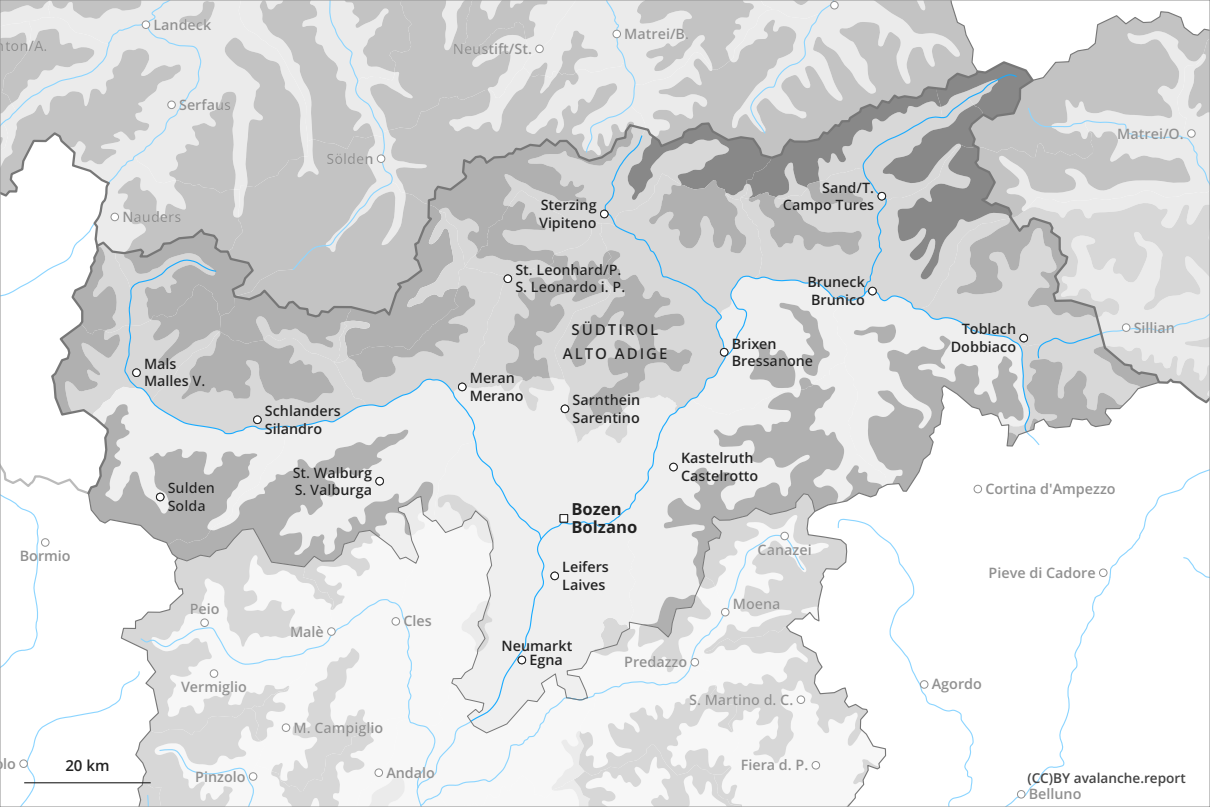 Landeck
Matrei/B.
nton/A.
Neustift/St.
Serfaus
Matrei/O.
Sölden
Sand/T.
Campo Tures
Nauders
Sterzing
Vipiteno
St. Leonhard/P.
S. Leonardo i. P.
Bruneck
Brunico
SÜDTIROL
ALTO ADIGE
Toblach
Dobbiaco
Sillian
Brixen
Bressanone
Mals
Malles V.
Meran
Merano
Sarnthein
Sarentino
Schlanders
Silandro
Kastelruth
Castelrotto
St. Walburg
S. Valburga
Sulden
Solda
Cortina d'Ampezzo
Bozen
Bolzano
Bormio
Canazei
Leifers
Laives
Pieve di Cadore
Peio
Moena
Malè
Cles
Neumarkt
Egna
Predazzo
Vermiglio
Agordo
S. Martino d. C.
M. Campiglio
olo
20 km
Pinzolo
Andalo
Fiera d. P.
(CC)BY avalanche.report
Belluno